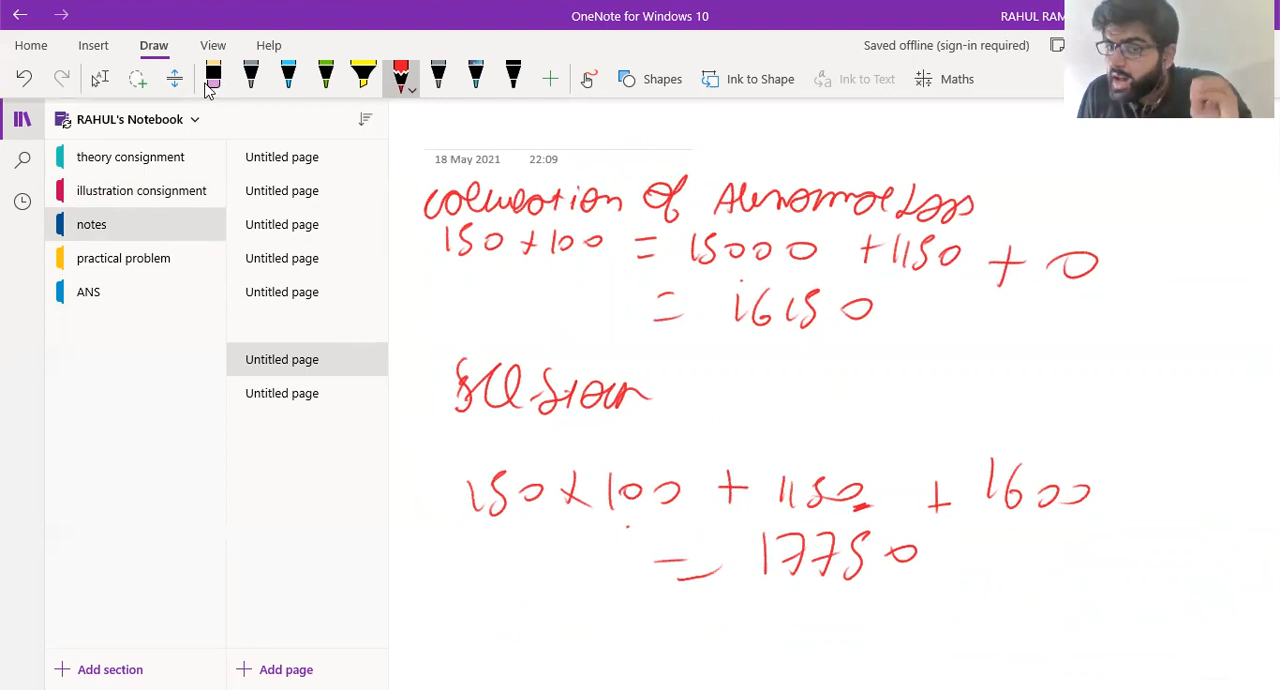 OneNote for Windows 10
RAHUL RAM
Home Insert Draw View Help
Saved offline (sign-in required)
Shapes Ink to Shape Ink to Text Maths
RAHUL's Notebook
theory consignment
illustration consignment
notes
practical problem
ANS
Untitled page
Untitled page
Untitled page
Untitled page
Untitled page
Untitled page
Untitled page
Add section
Add page
18 May 2021 22:09
of Abnormal Loss
150 × 100 = 15000 + 1150 + 0
= 16150
150 × 100 + 1150 + 1600
= 17750